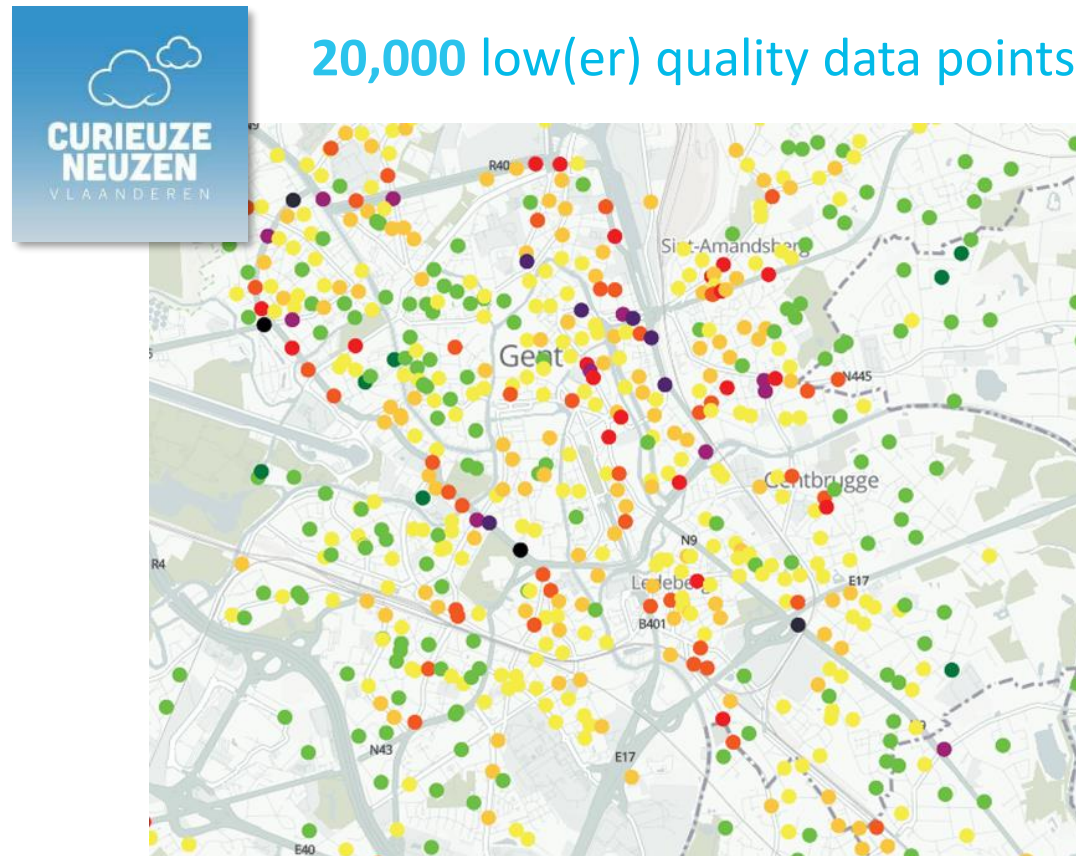 20,000 low(er) quality data points
CURIEUZE
NEUZEN
VLAANDEREN
R40
Sint-Amandsberg
Gent
N445
Gentbrugge
N9
R4
E17
Ledeberg
B401
N43
E17
E40